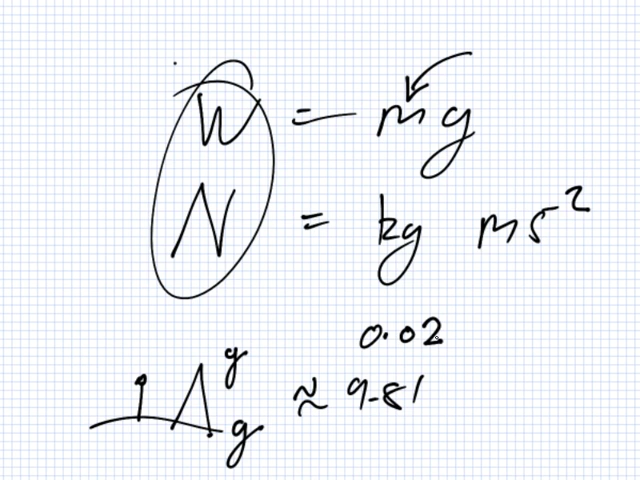 W = mg
N = kg ms⁻²
0.02
g
g ≈ 9.81